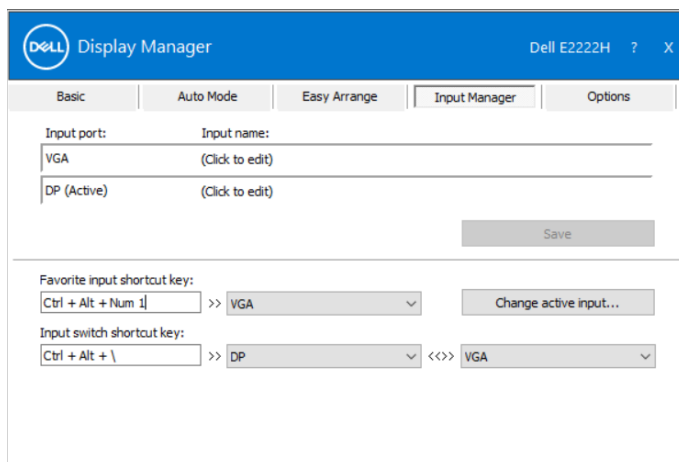 DELL Display Manager Dell E2222H ? X
Basic Auto Mode Easy Arrange Input Manager Options
Input port: Input name:
VGA (Click to edit)
DP (Active) (Click to edit)
Save
Favorite input shortcut key:
Ctrl + Alt + Num 1 >> VGA Change active input...
Input switch shortcut key:
Ctrl + Alt + \ >> DP <<>> VGA